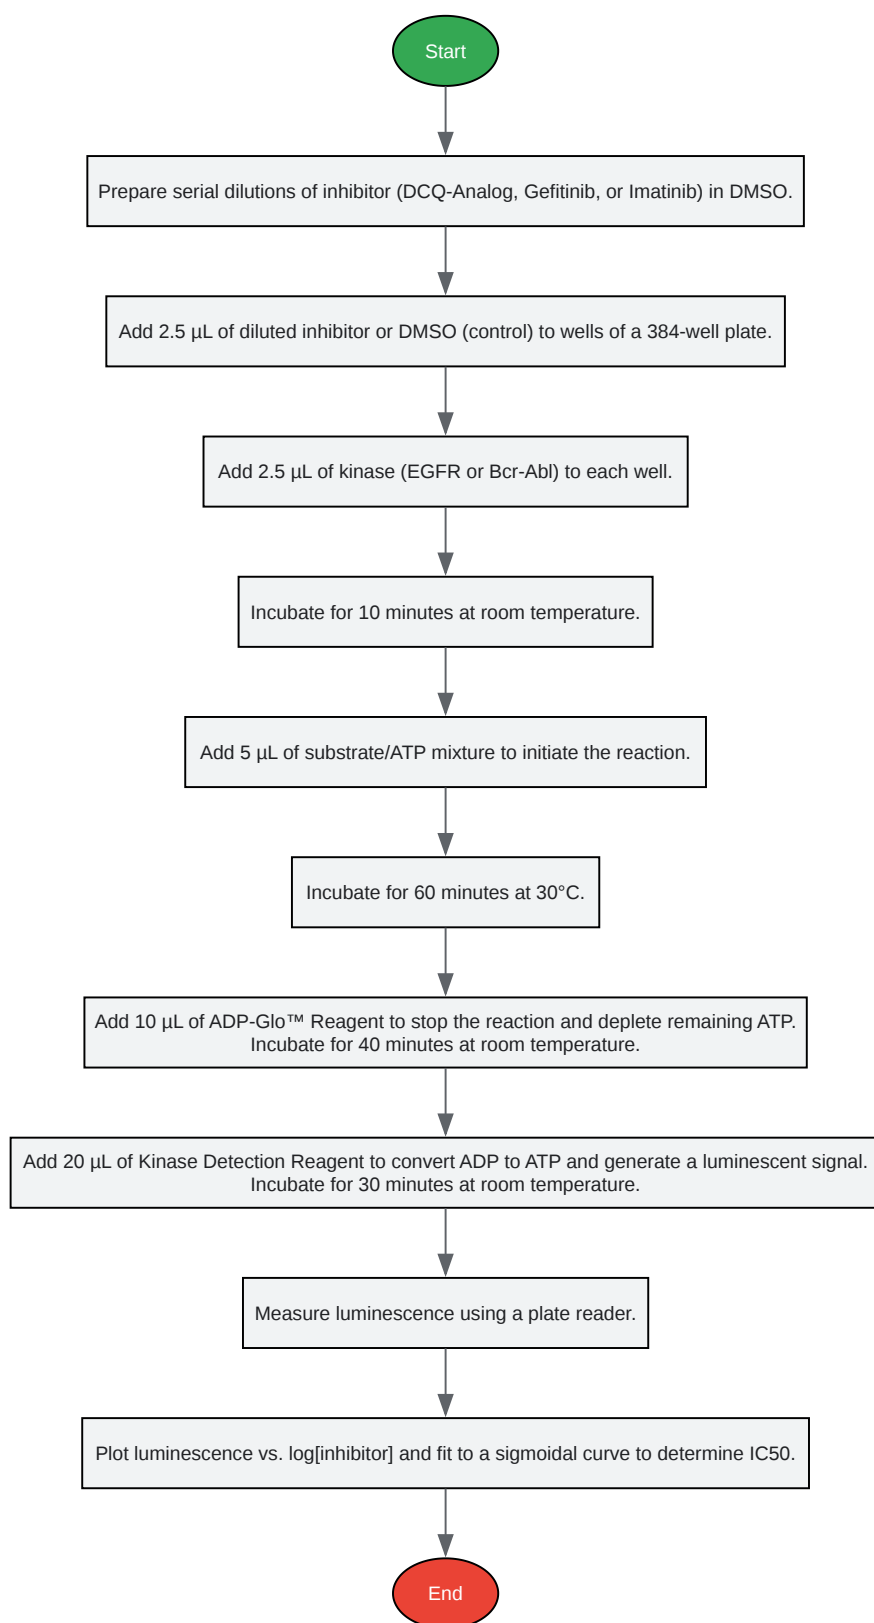 Start
Prepare serial dilutions of inhibitor (DCQ-Analog, Gefitinib, or Imatinib) in DMSO.
Add 2.5 µL of diluted inhibitor or DMSO (control) to wells of a 384-well plate.
Add 2.5 µL of kinase (EGFR or Bcr-Abl) to each well.
Incubate for 10 minutes at room temperature.
Add 5 µL of substrate/ATP mixture to initiate the reaction.
Incubate for 60 minutes at 30°C.
Add 10 µL of ADP-Glo™ Reagent to stop the reaction and deplete remaining ATP.
Incubate for 40 minutes at room temperature.
Add 20 µL of Kinase Detection Reagent to convert ADP to ATP and generate a luminescent signal.
Incubate for 30 minutes at room temperature.
Measure luminescence using a plate reader.
Plot luminescence vs. log[inhibitor] and fit to a sigmoidal curve to determine IC50.
End